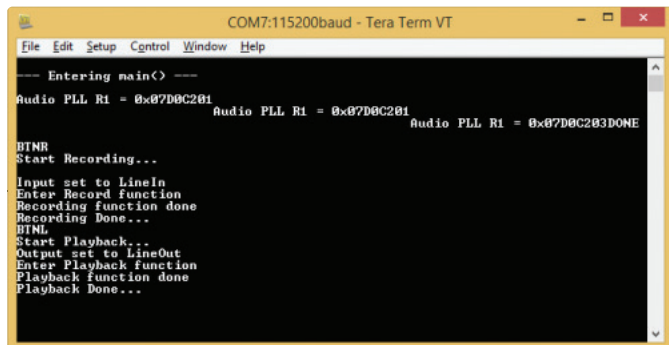 COM7:115200baud - Tera Term VT
File Edit Setup Control Window Help
--- Entering main() ---
Audio PLL R1 = 0x07D0C201
Audio PLL R1 = 0x07D0C201
Audio PLL R1 = 0x07D0C203DONE
BTNR
Start Recording...
Input set to LineIn
Enter Record function
Recording function done
Recording Done...
BTNL
Start Playback...
Output set to LineOut
Enter Playback function
Playback function done
Playback Done...